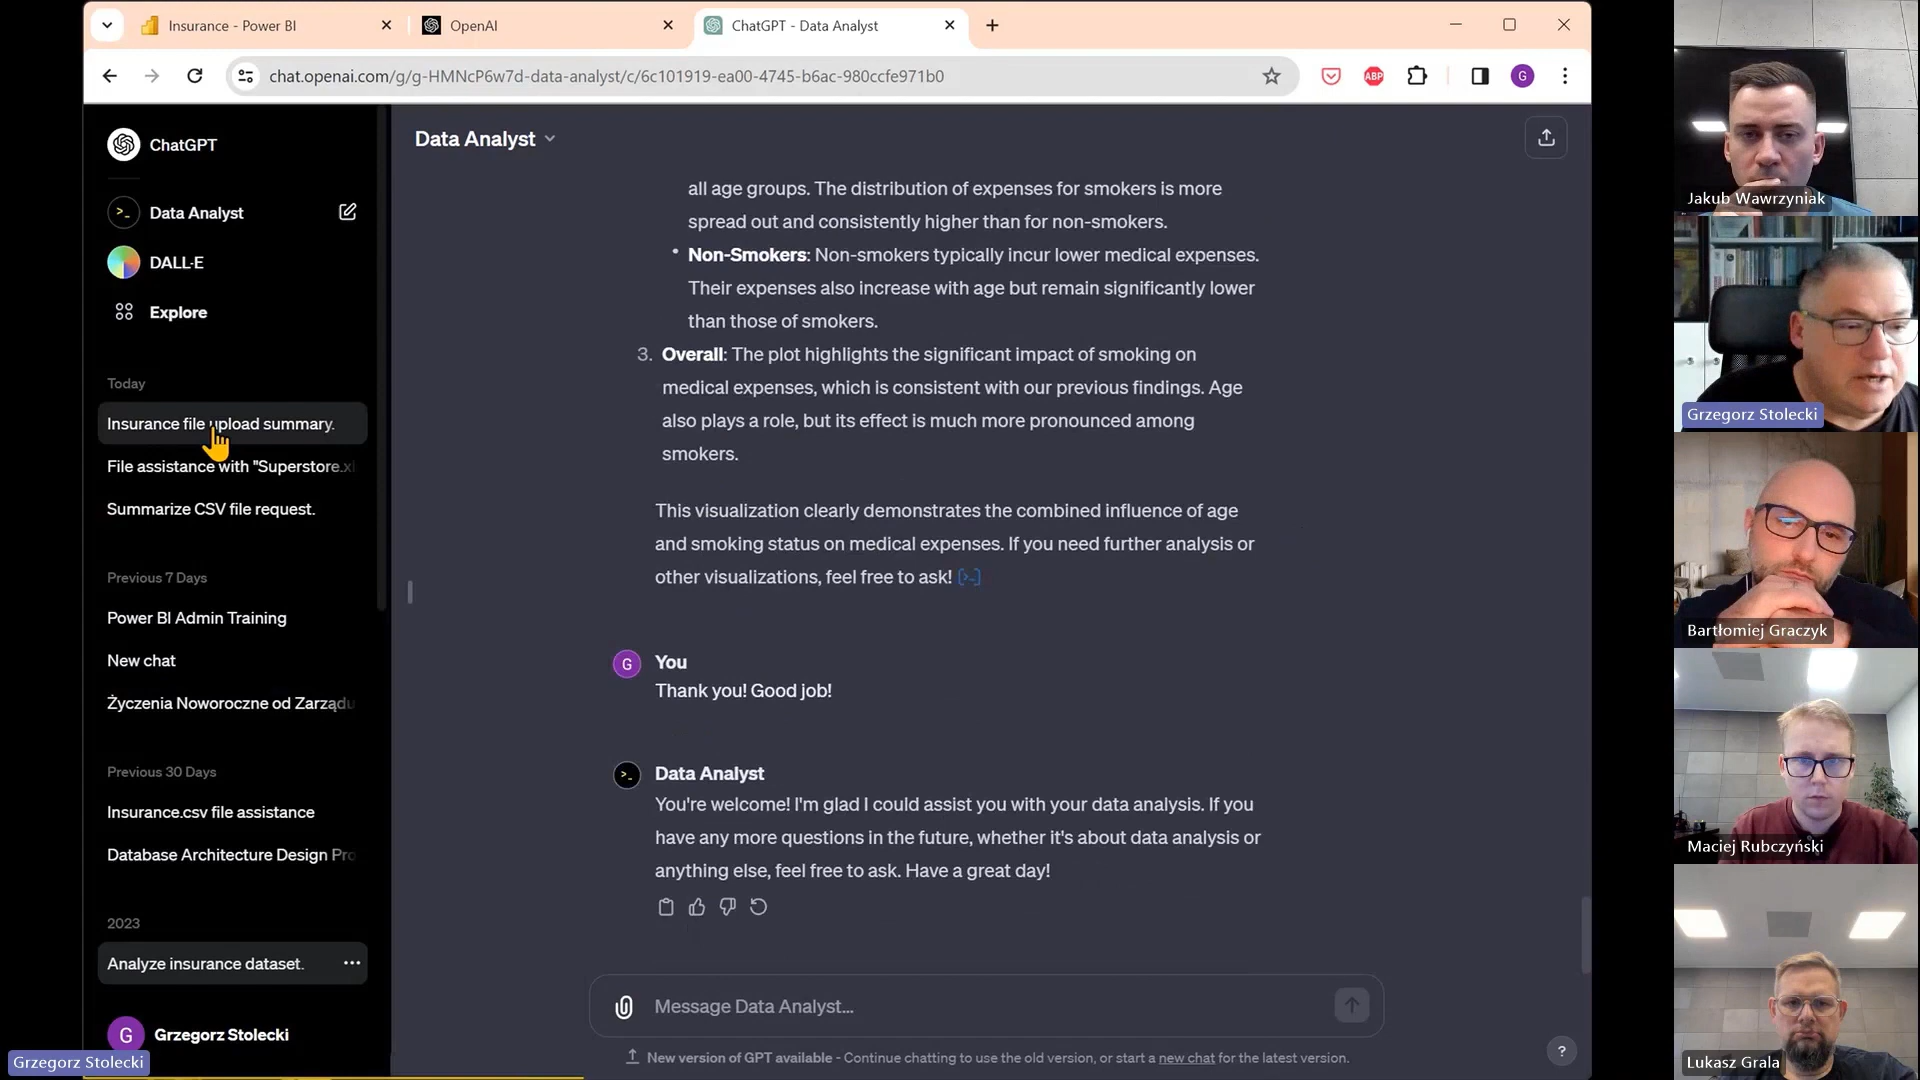 Insurance - Power BI
OpenAI
ChatGPT - Data Analyst
chat.openai.com/g/g-HMNcP6w7d-data-analyst/c/6c101919-ea00-4745-b6ac-980ccfe971b0
ABP
G
ChatGPT
Data Analyst
DALL·E
Explore
Today
Insurance file upload summary.
File assistance with "Superstore.xl
Summarize CSV file request.
Previous 7 Days
Power BI Admin Training
New chat
Życzenia Noworoczne od Zarządu
Previous 30 Days
Insurance.csv file assistance
Database Architecture Design Pro
2023
Analyze insurance dataset.
G
Grzegorz Stolecki
Grzegorz Stolecki
Data Analyst
all age groups. The distribution of expenses for smokers is more
spread out and consistently higher than for non-smokers.
• Non-Smokers: Non-smokers typically incur lower medical expenses.
Their expenses also increase with age but remain significantly lower
than those of smokers.
3. Overall: The plot highlights the significant impact of smoking on
medical expenses, which is consistent with our previous findings. Age
also plays a role, but its effect is much more pronounced among
smokers.
This visualization clearly demonstrates the combined influence of age
and smoking status on medical expenses. If you need further analysis or
other visualizations, feel free to ask! [>-]
G
You
Thank you! Good job!
Data Analyst
You're welcome! I'm glad I could assist you with your data analysis. If you
have any more questions in the future, whether it's about data analysis or
anything else, feel free to ask. Have a great day!
Message Data Analyst...
New version of GPT available - Continue chatting to use the old version, or start a new chat for the latest version.
?
Jakub Wawrzyniak
Grzegorz Stolecki
Bartłomiej Graczyk
Maciej Rubczyński
Lukasz Grala